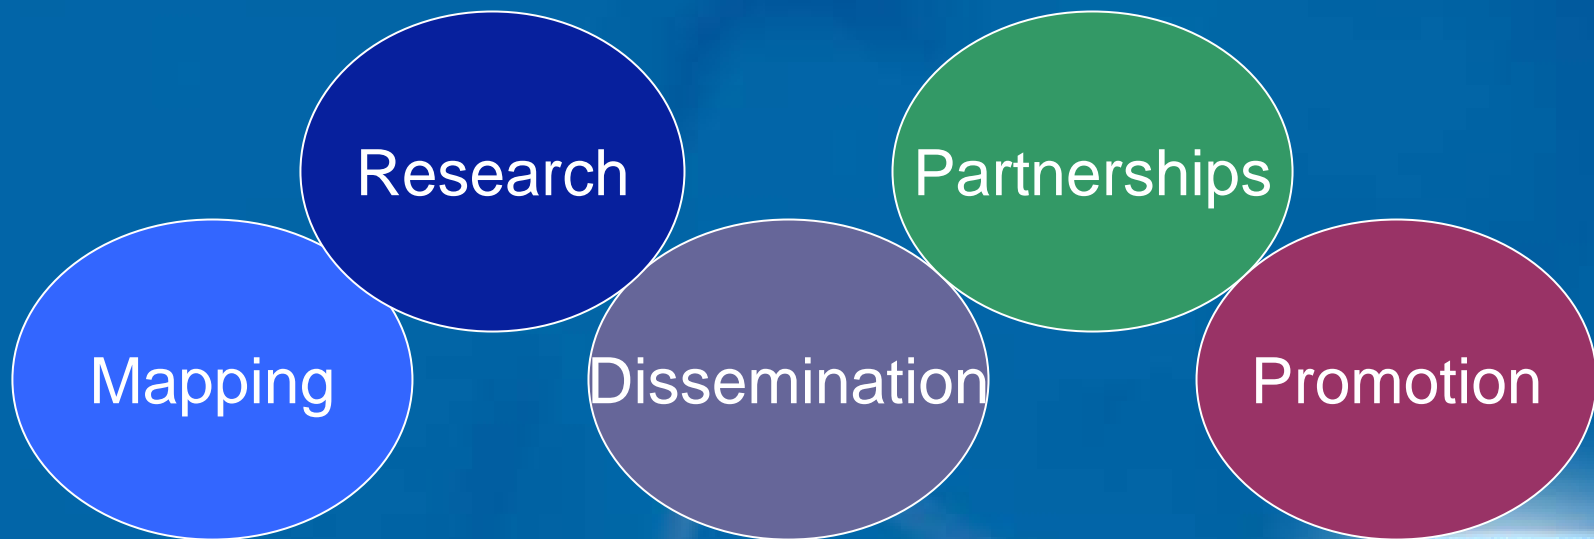 Research
Partnerships
Mapping
Dissemination
Promotion